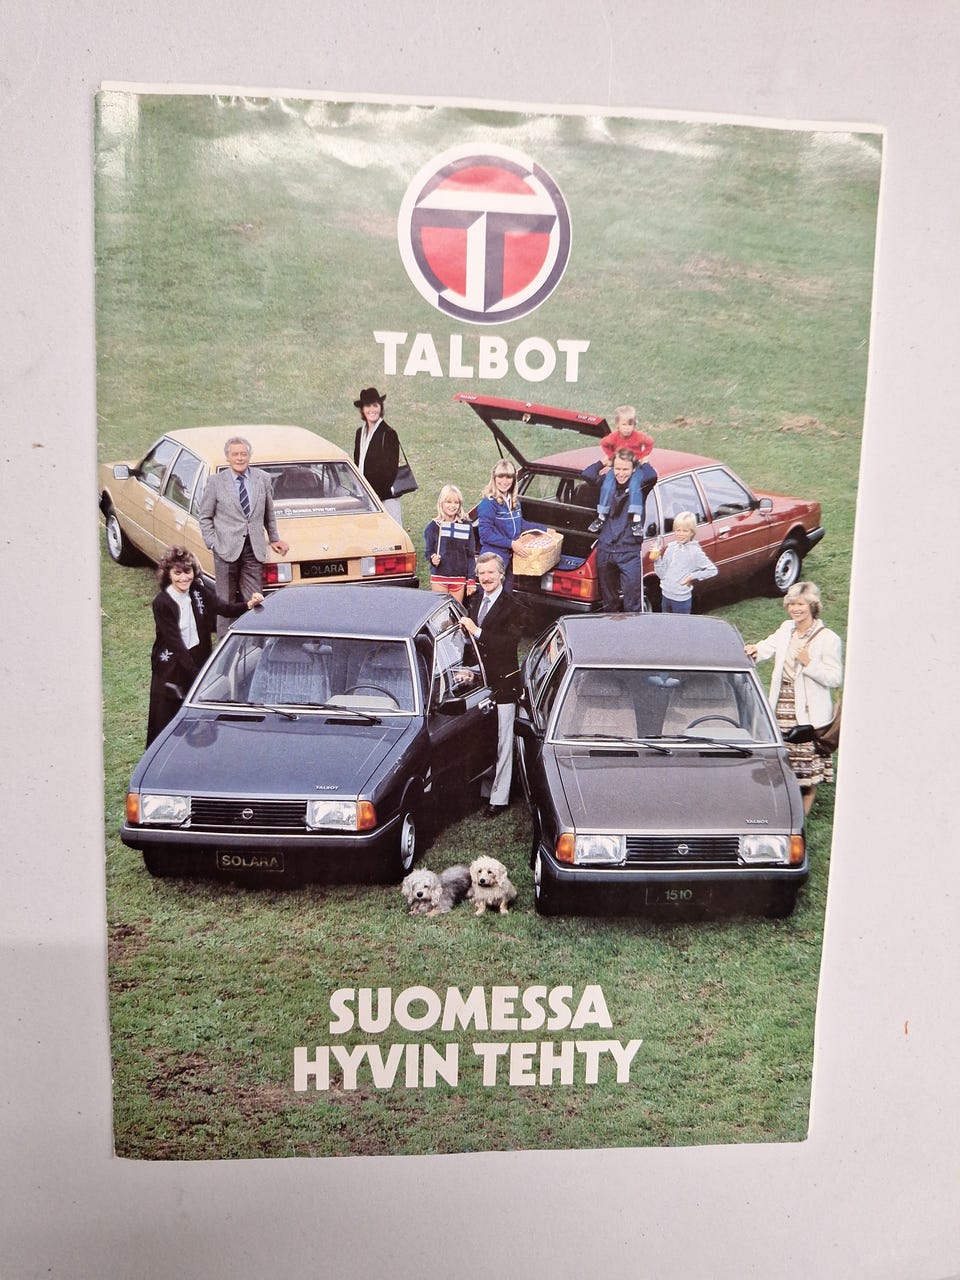 TALBOT
SOLARA
TALBOT
TALBOT
SOLARA
1510
SUOMESSA
HYVIN TEHTY